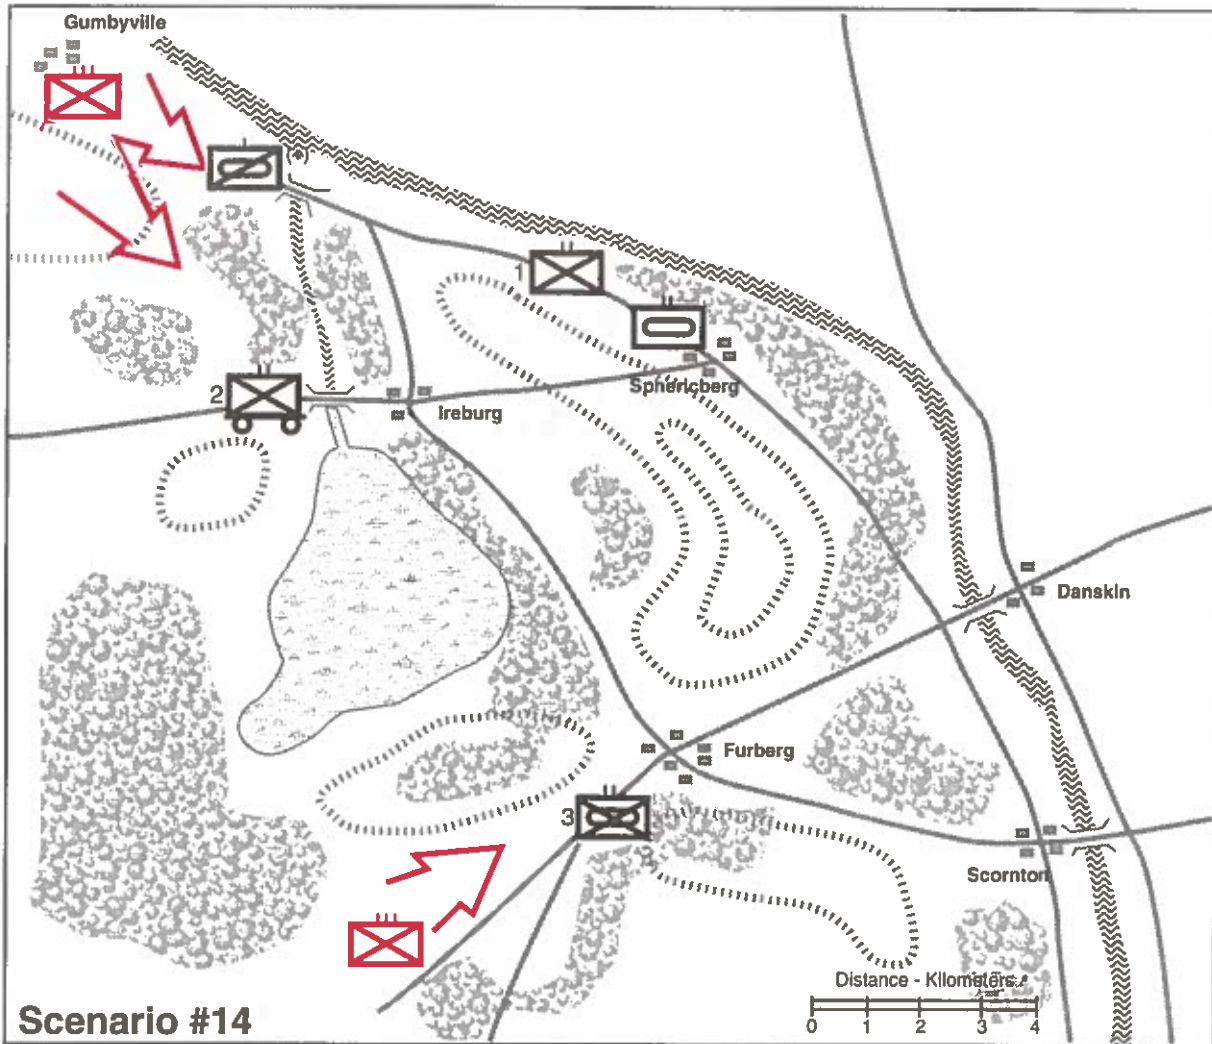 Gumbyville
1
Sphericberg
2
Ireburg
Danskin
Furberg
3
Scornton
Distance - Kilometers
0 1 2 3 4
Scenario #14